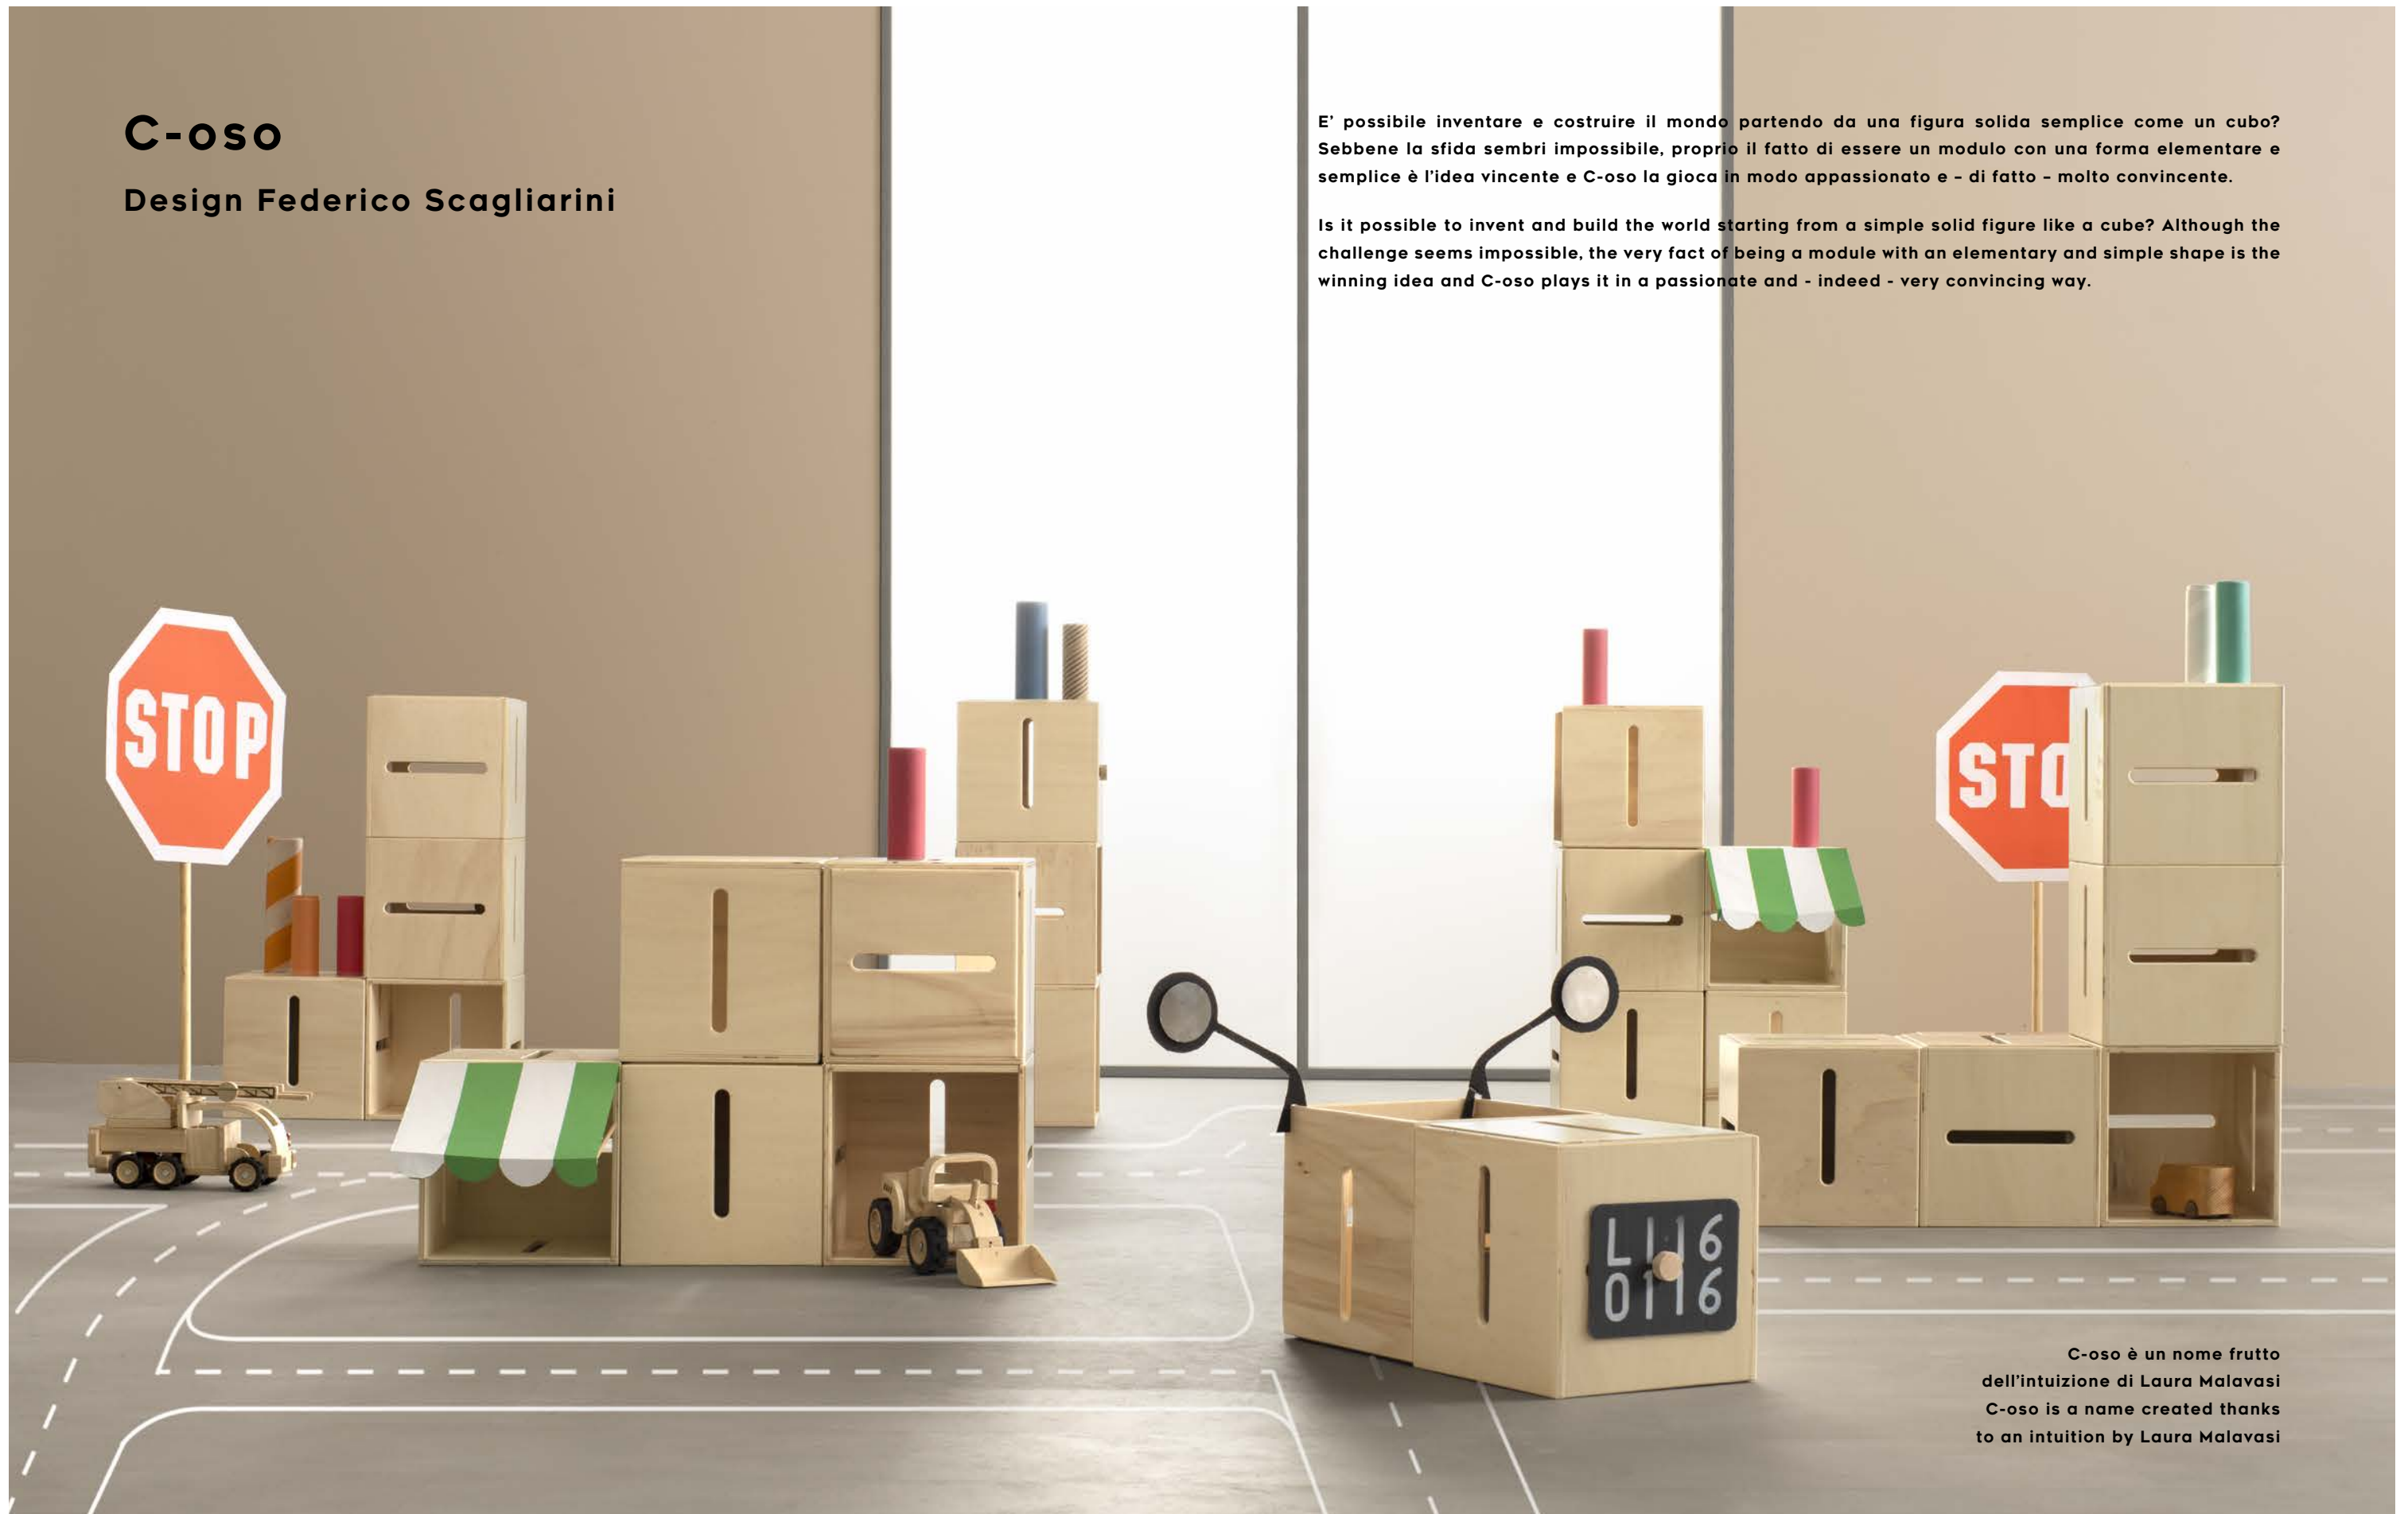 C-oso
Design Federico Scagliarini
E' possibile inventare e costruire il mondo partendo da una figura solida semplice come un cubo?
Sebbene la sfida sembri impossibile, proprio il fatto di essere un modulo con una forma elementare e
semplice è l'idea vincente e C-oso la gioca in modo appassionato e – di fatto – molto convincente.
Is it possible to invent and build the world starting from a simple solid figure like a cube? Although the
challenge seems impossible, the very fact of being a module with an elementary and simple shape is the
winning idea and C-oso plays it in a passionate and - indeed - very convincing way.
STOP
STO
L116
0116
C-oso è un nome frutto
dell'intuizione di Laura Malavasi
C-oso is a name created thanks
to an intuition by Laura Malavasi